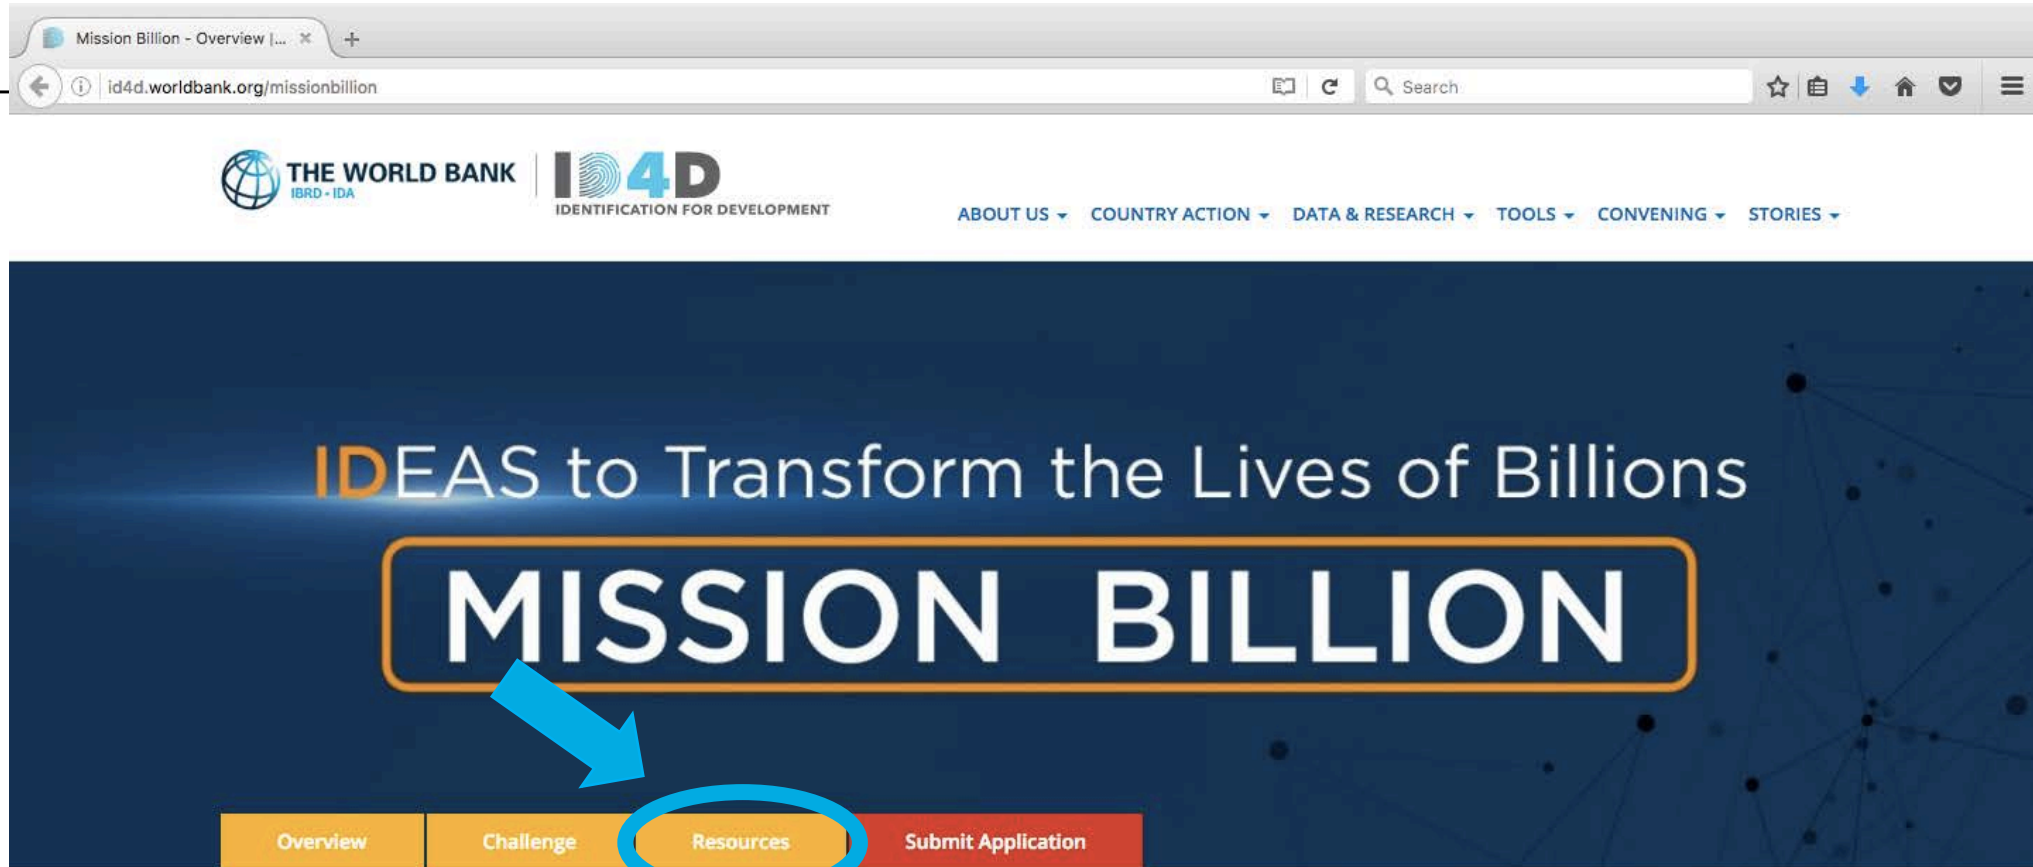 Mission Billion - Overview |...
id4d.worldbank.org/missionbillion
Search
THE WORLD BANK
IBRD • IDA
ID4D
IDENTIFICATION FOR DEVELOPMENT
ABOUT US COUNTRY ACTION DATA & RESEARCH TOOLS CONVENING STORIES
IDEAS to Transform the Lives of Billions
MISSION BILLION
Overview Challenge Resources Submit Application